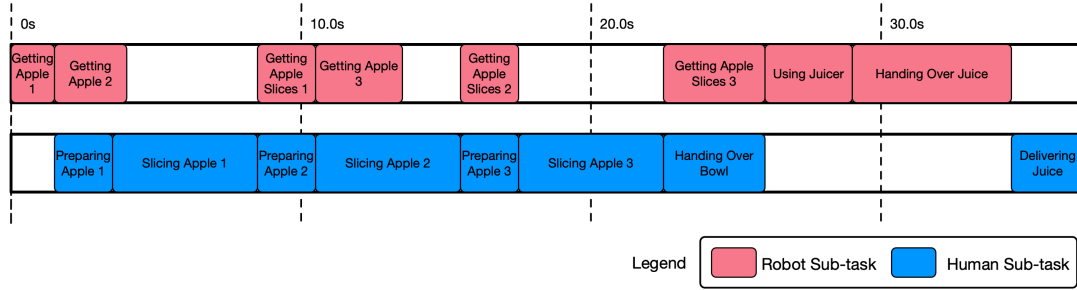 0s
10.0s
20.0s
30.0s
Getting
Apple
1
Getting
Apple 2
Getting
Apple
Slices 1
Getting Apple
3
Getting
Apple
Slices 2
Getting Apple
Slices 3
Using Juicer
Handing Over Juice
Preparing
Apple 1
Slicing Apple 1
Preparing
Apple 2
Slicing Apple 2
Preparing
Apple 3
Slicing Apple 3
Handing Over
Bowl
Delivering
Juice
Legend
Robot Sub-task
Human Sub-task